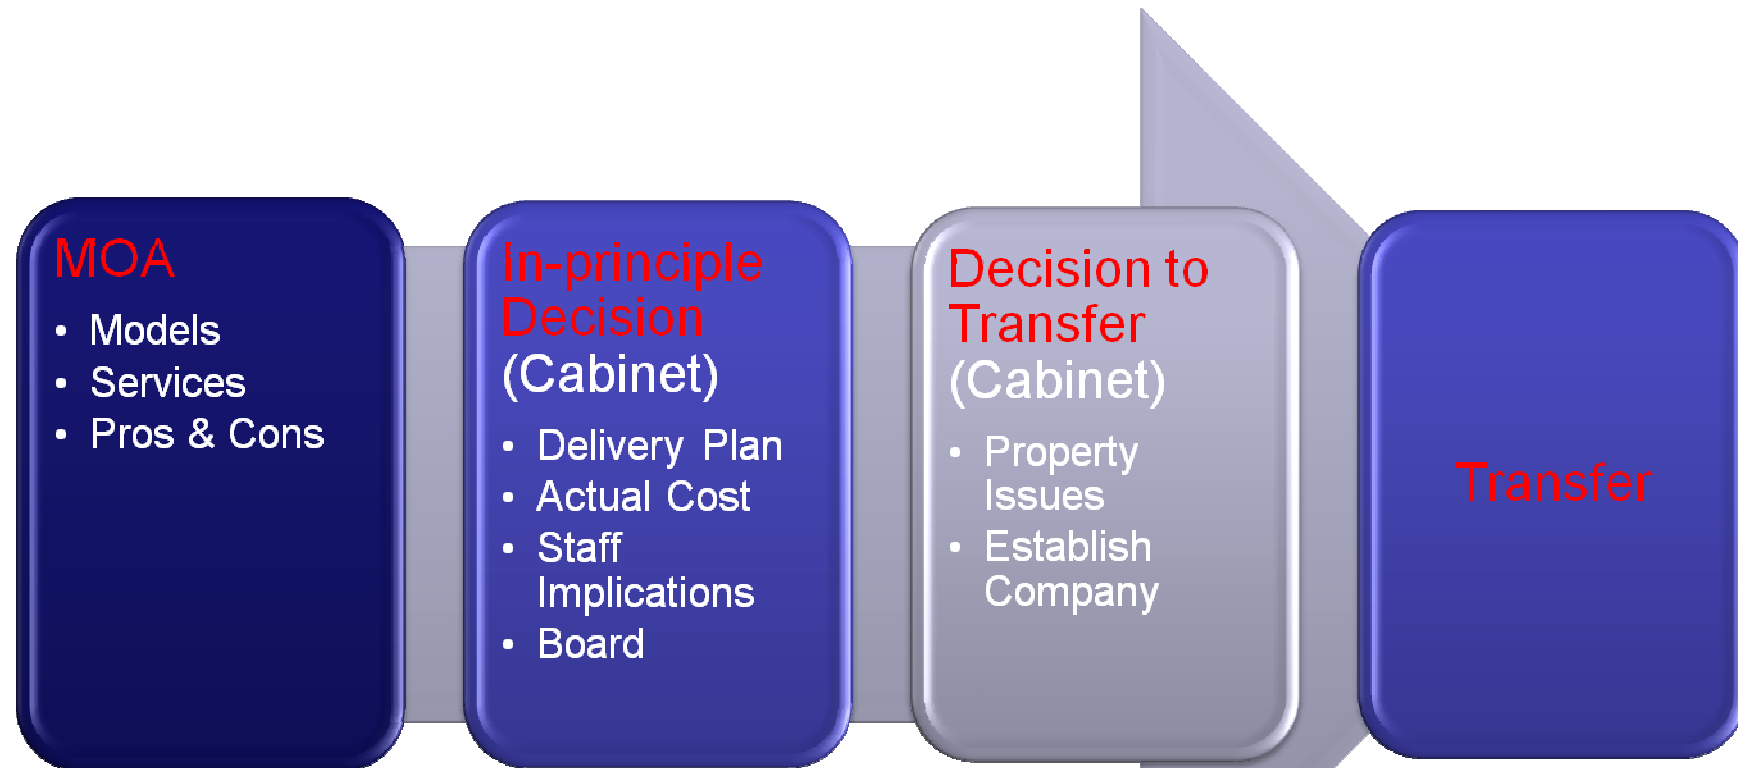 MOA
• Models
• Services
• Pros & Cons
In-principle
Decision
(Cabinet)
• Delivery Plan
• Actual Cost
• Staff
Implications
• Board
Decision to
Transfer
(Cabinet)
• Property
Issues
• Establish
Company
Transfer